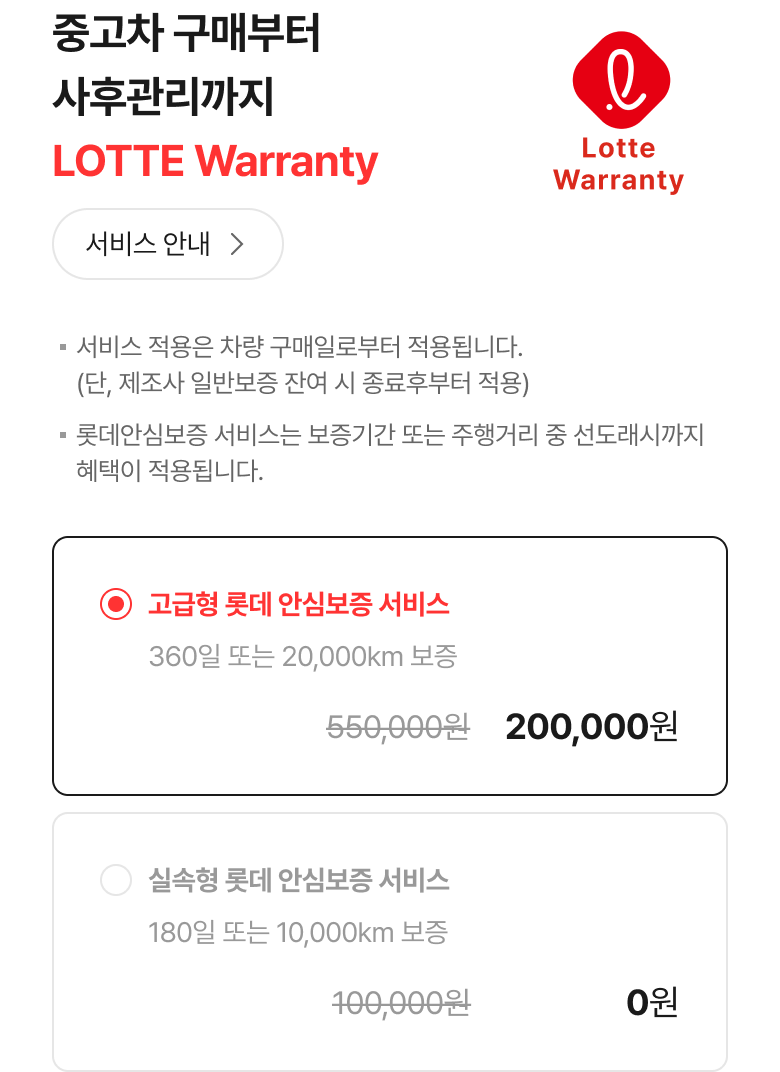 중고차 구매부터
사후관리까지
LOTTE Warranty
Lotte
Warranty
서비스 안내
서비스 적용은 차량 구매일로부터 적용됩니다.
(단, 제조사 일반보증 잔여 시 종료후부터 적용)
롯데안심보증 서비스는 보증기간 또는 주행거리 중 선도래시까지
혜택이 적용됩니다.
고급형 롯데 안심보증 서비스
360일 또는 20,000km 보증
550,000원 200,000원
실속형 롯데 안심보증 서비스
180일 또는 10,000km 보증
100,000원 0원